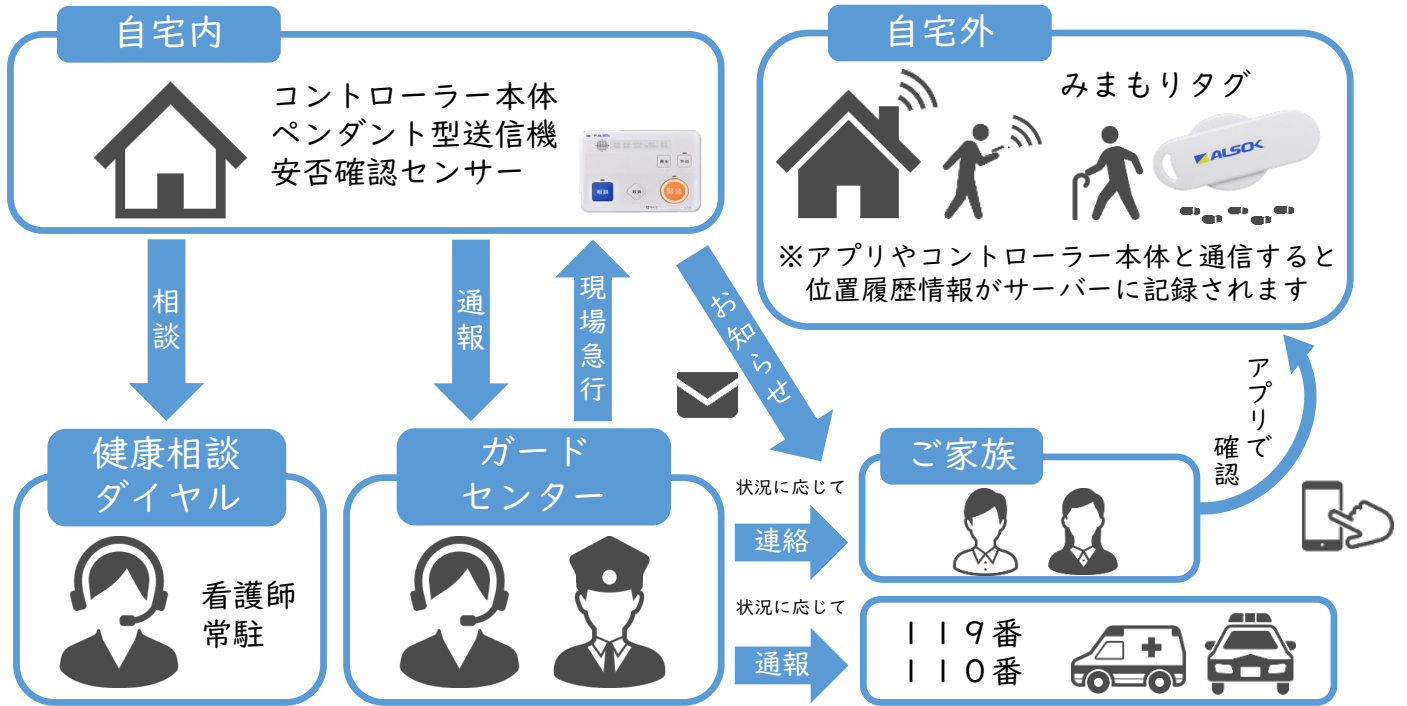 自宅内
コントローラー本体
ペンダント型送信機
安否確認センサー
ALSOK
相談
緊急
自宅外
みまもりタグ
ALSOK
※アプリやコントローラー本体と通信すると
位置履歴情報がサーバーに記録されます
相談
通報
現場急行
お知らせ
アプリで
確認
健康相談
ダイヤル
看護師
常駐
ガード
センター
状況に応じて
連絡
ご家族
状況に応じて
通報
119番
110番